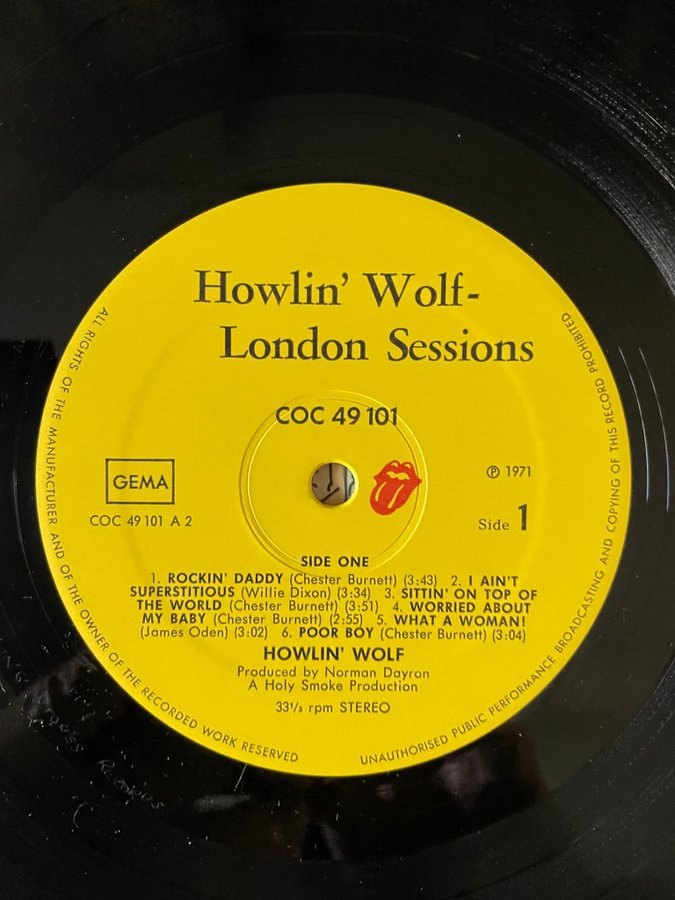 Howlin' Wolf-
London Sessions
COC 49 101
GEMA
COC 49 101 A 2
℗ 1971
Side 1
SIDE ONE
1. ROCKIN' DADDY (Chester Burnett) (3:43) 2. I AIN'T
SUPERSTITIOUS (Willie Dixon) (3:34) 3. SITTIN' ON TOP OF
THE WORLD (Chester Burnett) (3:51) 4. WORRIED ABOUT
MY BABY (Chester Burnett) (2:55) 5. WHAT A WOMAN!
(James Oden) (3:02) 6. POOR BOY (Chester Burnett) (3:04)
HOWLIN' WOLF
Produced by Norman Dayron
A Holy Smoke Production
33⅓ rpm STEREO
ALL RIGHTS OF THE MANUFACTURER AND OF THE OWNER OF THE RECORDED WORK RESERVED
UNAUTHORISED PUBLIC PERFORMANCE BROADCASTING AND COPYING OF THIS RECORD PROHIBITED
RECORDS